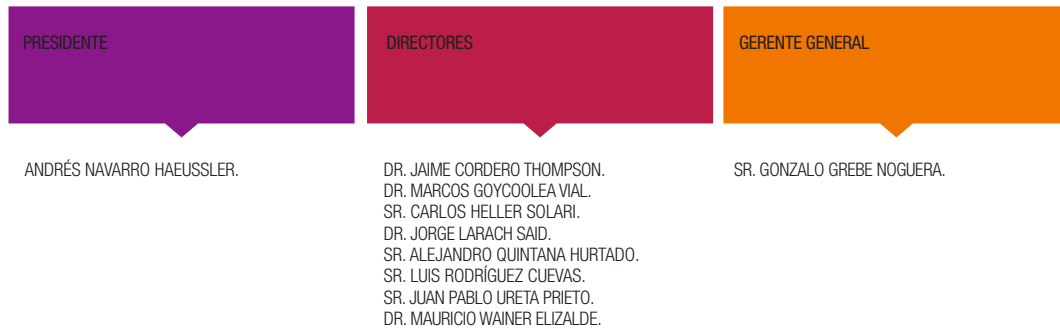 PRESIDENTE
ANDRÉS NAVARRO HAEUSSLER.
DIRECTORES
DR. JAIME CORDERO THOMPSON.
DR. MARCOS GOYCOOLEA VIAL.
SR. CARLOS HELLER SOLARI.
DR. JORGE LARACH SAID.
SR. ALEJANDRO QUINTANA HURTADO.
SR. LUIS RODRÍGUEZ CUEVAS.
SR. JUAN PABLO URETA PRIETO.
DR. MAURICIO WAINER ELIZALDE.
GERENTE GENERAL
SR. GONZALO GREBE NOGUERA.